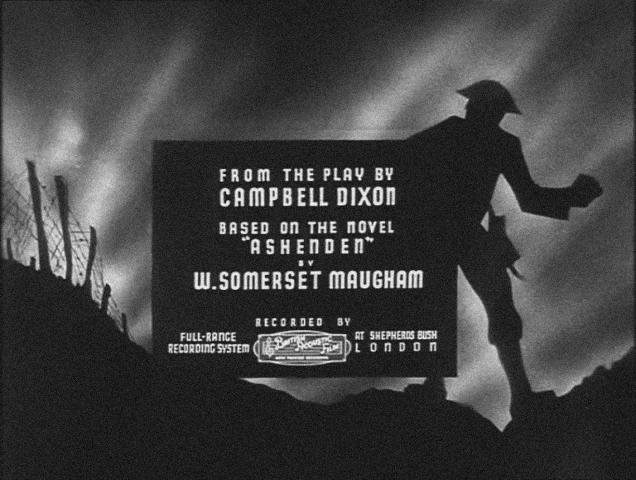 FROM THE PLAY BY
CAMPBELL DIXON
BASED ON THE NOVEL
"ASHENDEN"
BY
W. SOMERSET MAUGHAM
RECORDED BY
FULL-RANGE
RECORDING SYSTEM
BRITISH
ACOUSTIC
FILM
AT SHEPHERDS BUSH
LONDON